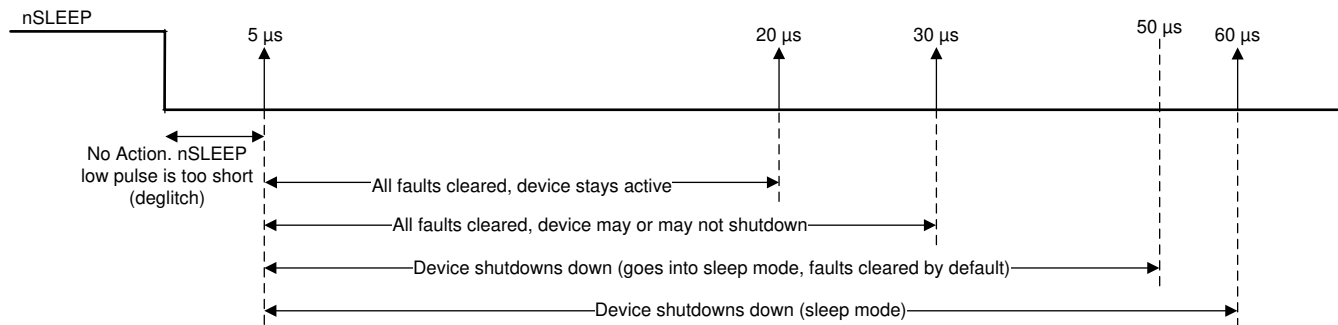 nSLEEP
5 µs
20 µs
30 µs
50 µs
60 µs
No Action. nSLEEP
low pulse is too short
(deglitch)
All faults cleared, device stays active
All faults cleared, device may or may not shutdown
Device shutdowns down (goes into sleep mode, faults cleared by default)
Device shutdowns down (sleep mode)